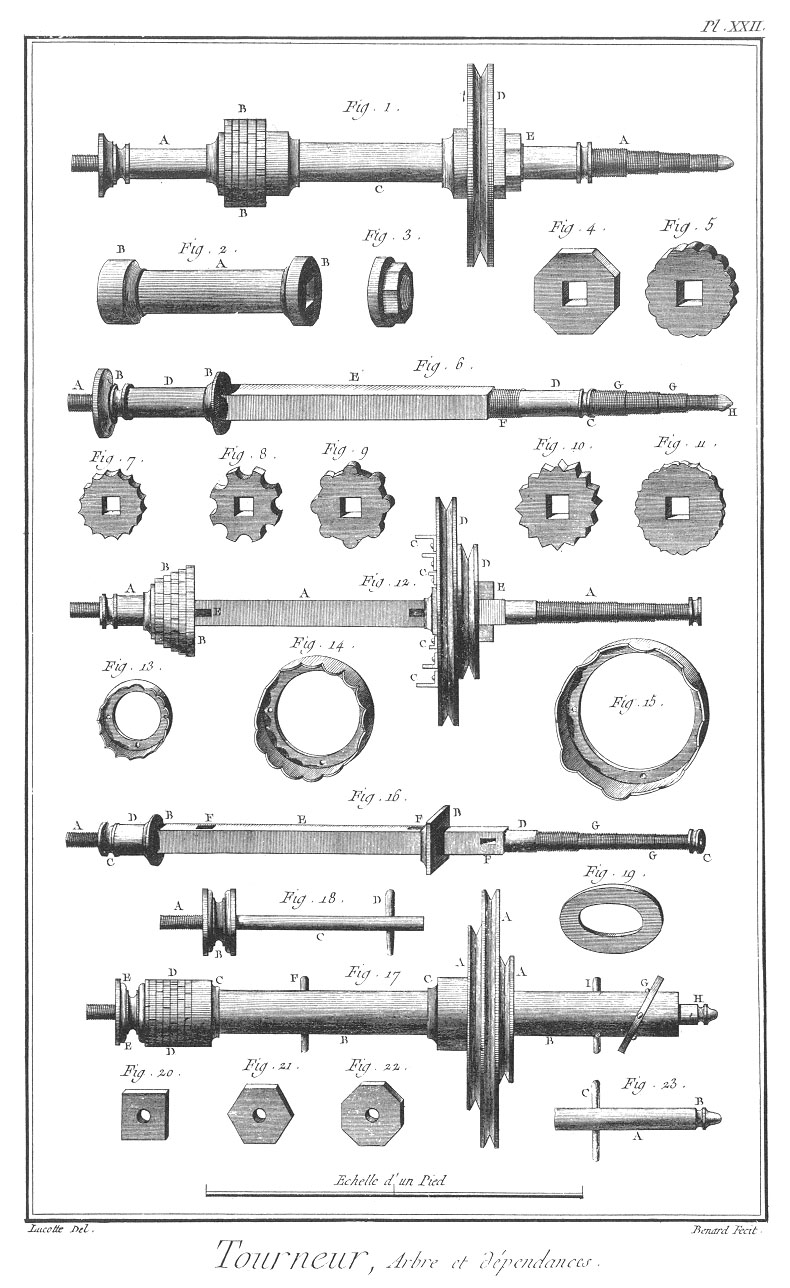 Pl. XXII.
Fig. 1.
A B B C D E A
Fig. 2.
B A B
Fig. 3.
Fig. 4.
Fig. 5
Fig. 6.
A B D B E F D C G G H
Fig. 7.
Fig. 8.
Fig. 9
Fig. 10.
Fig. 11.
Fig. 12.
A B B E A C C C C D D E A
Fig. 13.
Fig. 14.
Fig. 15.
Fig. 16
A C D B F E F B P D G G C
Fig. 18.
A B C D
Fig. 19.
Fig. 17
E E D D C F B C A A A B I G H
Fig. 20.
Fig. 21.
Fig. 22.
Fig. 23.
C A B
Echelle d'un Pied
Lucotte Del.
Benard Fecit.
Tourneur, Arbre et dépendances.